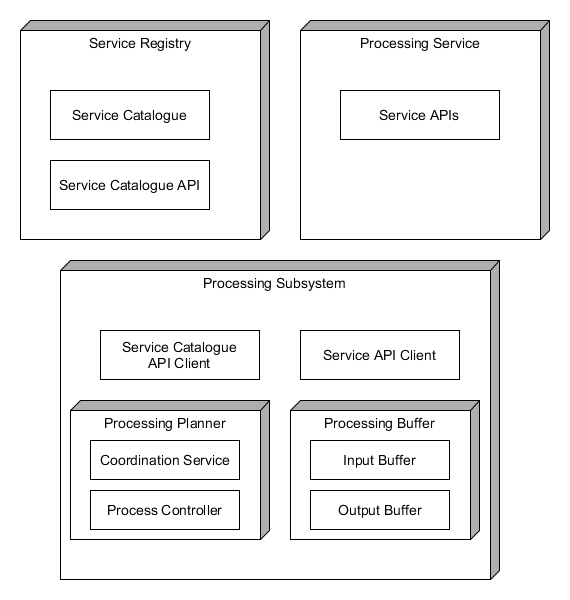 Service Registry
Service Catalogue
Service Catalogue API
Processing Service
Service APIs
Processing Subsystem
Service Catalogue
API Client
Service API Client
Processing Planner
Coordination Service
Process Controller
Processing Buffer
Input Buffer
Output Buffer